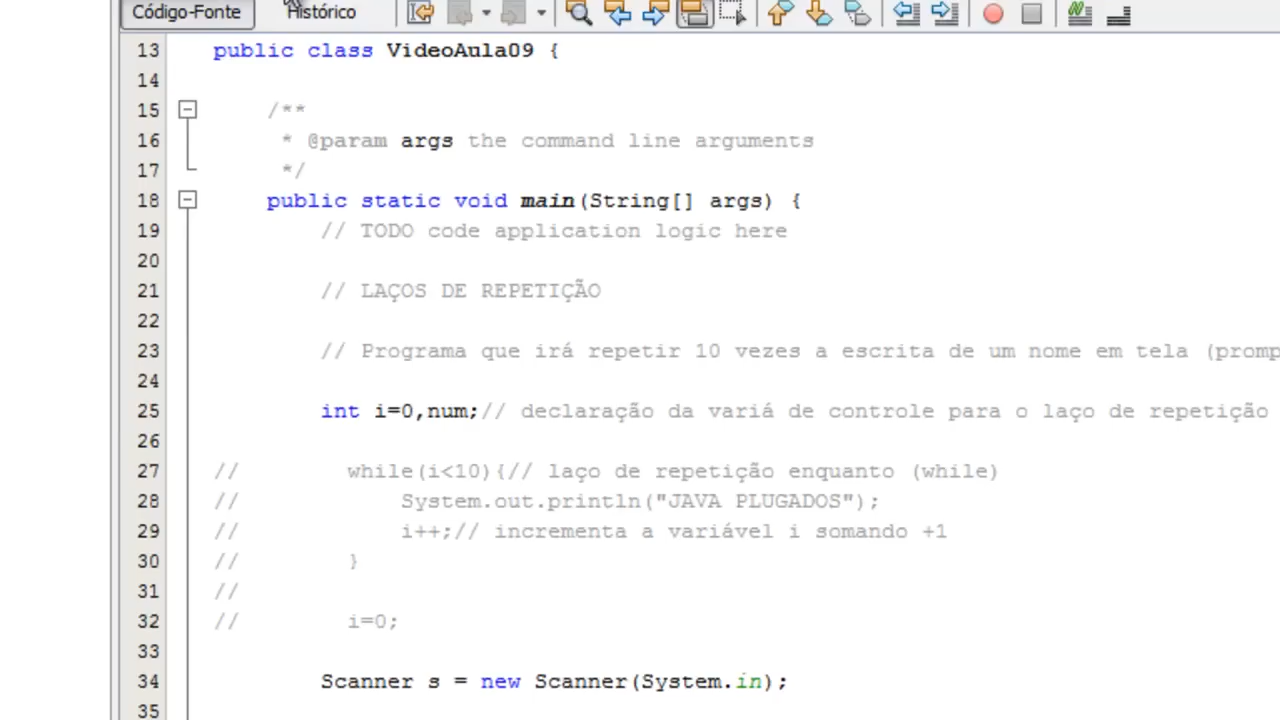 Código-Fonte Histórico
13 public class VideoAula09 {
14
15 /**
16 * @param args the command line arguments
17 */
18 public static void main(String[] args) {
19 // TODO code application logic here
20
21 // LAÇOS DE REPETIÇÃO
22
23 // Programa que irá repetir 10 vezes a escrita de um nome em tela (promp
24
25 int i=0,num;// declaração da variá de controle para o laço de repetição
26
27 // while(i<10){// laço de repetição enquanto (while)
28 // System.out.println("JAVA PLUGADOS");
29 // i++;// incrementa a variável i somando +1
30 // }
31 //
32 // i=0;
33
34 Scanner s = new Scanner(System.in);
35